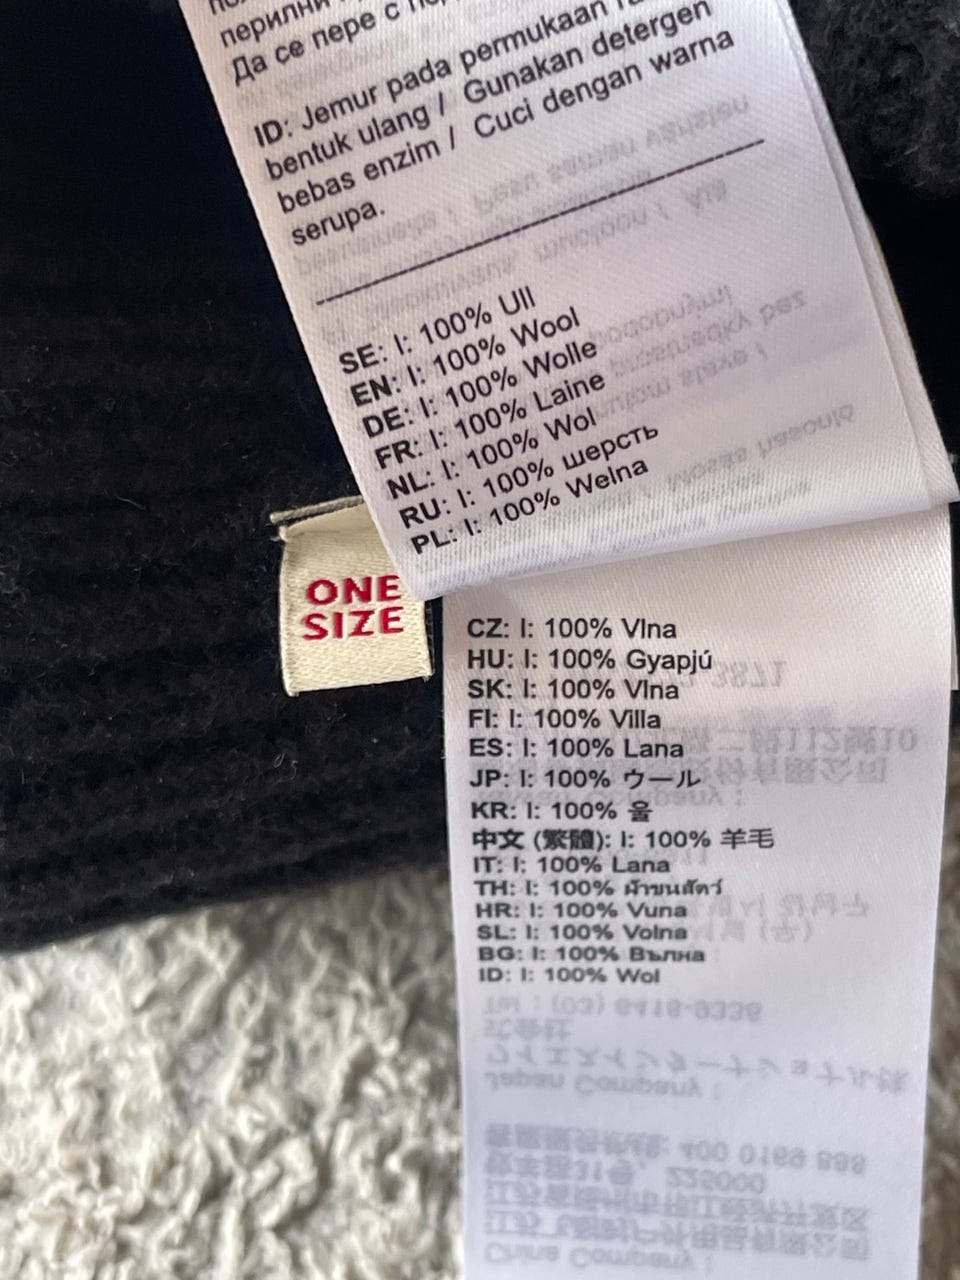 перилни
Да се пере с
ID: Jemur pada permukaan
bentuk ulang / Gunakan detergen
bebas enzim / Cuci dengan warna
serupa.
SE: I: 100% Ull
EN: I: 100% Wool
DE: I: 100% Wolle
FR: I: 100% Laine
NL: I: 100% Wol
RU: I: 100% шерсть
PL: I: 100% Wełna
ONE
SIZE
CZ: I: 100% Vlna
HU: I: 100% Gyapjú
SK: I: 100% Vlna
FI: I: 100% Villa
ES: I: 100% Lana
JP: I: 100% ウール
KR: I: 100% 울
中文 (繁體): I: 100% 羊毛
IT: I: 100% Lana
TH: I: 100% ผ้าขนสัตว์
HR: I: 100% Vuna
SL: I: 100% Volna
BG: I: 100% Вълна
ID: I: 100% Wol